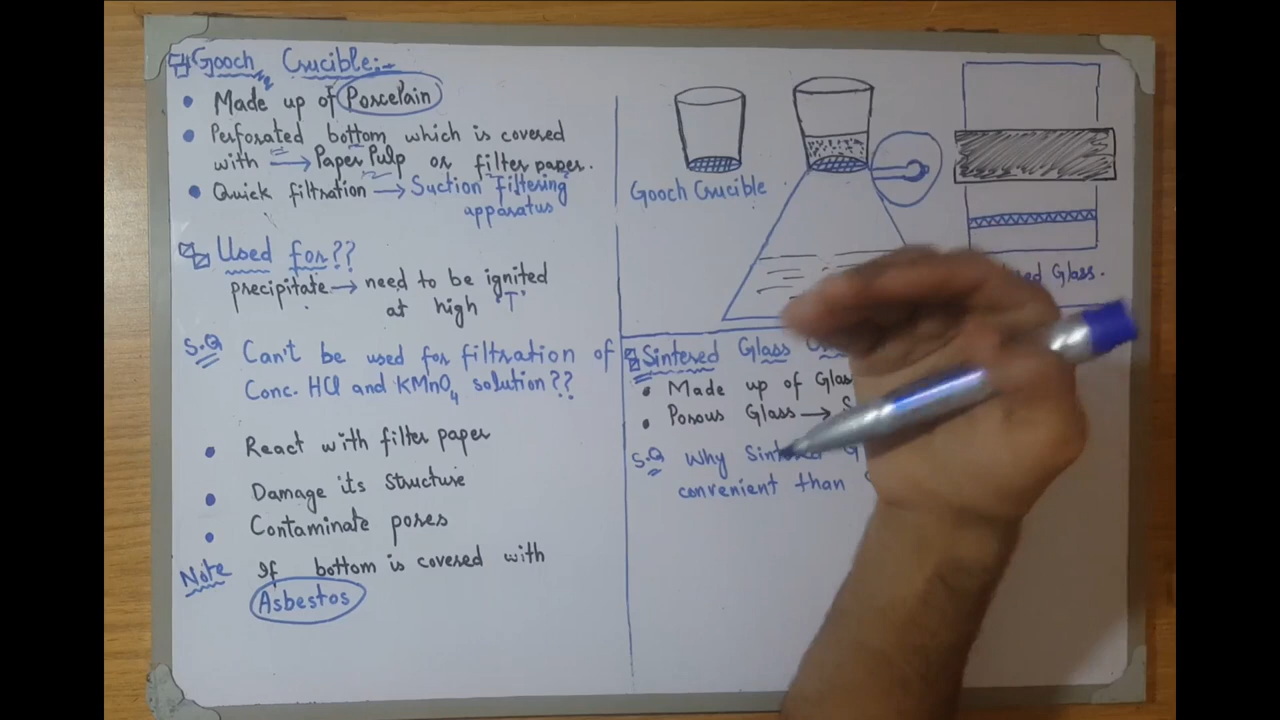 Gooch Crucible:-
Made up of Porcelain
Perforated bottom which is covered
with → Paper Pulp or filter paper.
Quick filtration → Suction Filtering
apparatus
Used for??
precipitate → need to be ignited
at high 'T'
S.Q Can't be used for filtration of
Conc. HCl and KMnO4 solution??
React with filter paper
Damage its structure
Contaminate pores
Note If bottom is covered with
Asbestos
Gooch Crucible
Glass.
Sintered Glass
Made up of Glass
Porous Glass →
S.Q Why Sintered
convenient than